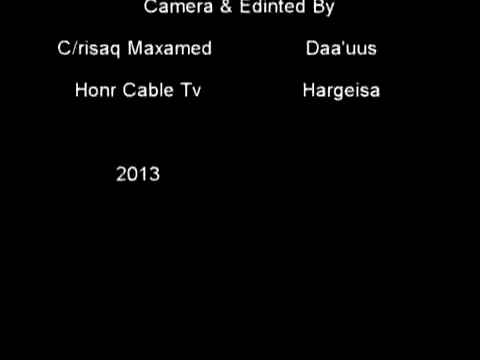 Camera & Edinted By
C/risaq Maxamed Daa'uus
Honr Cable Tv Hargeisa
2013